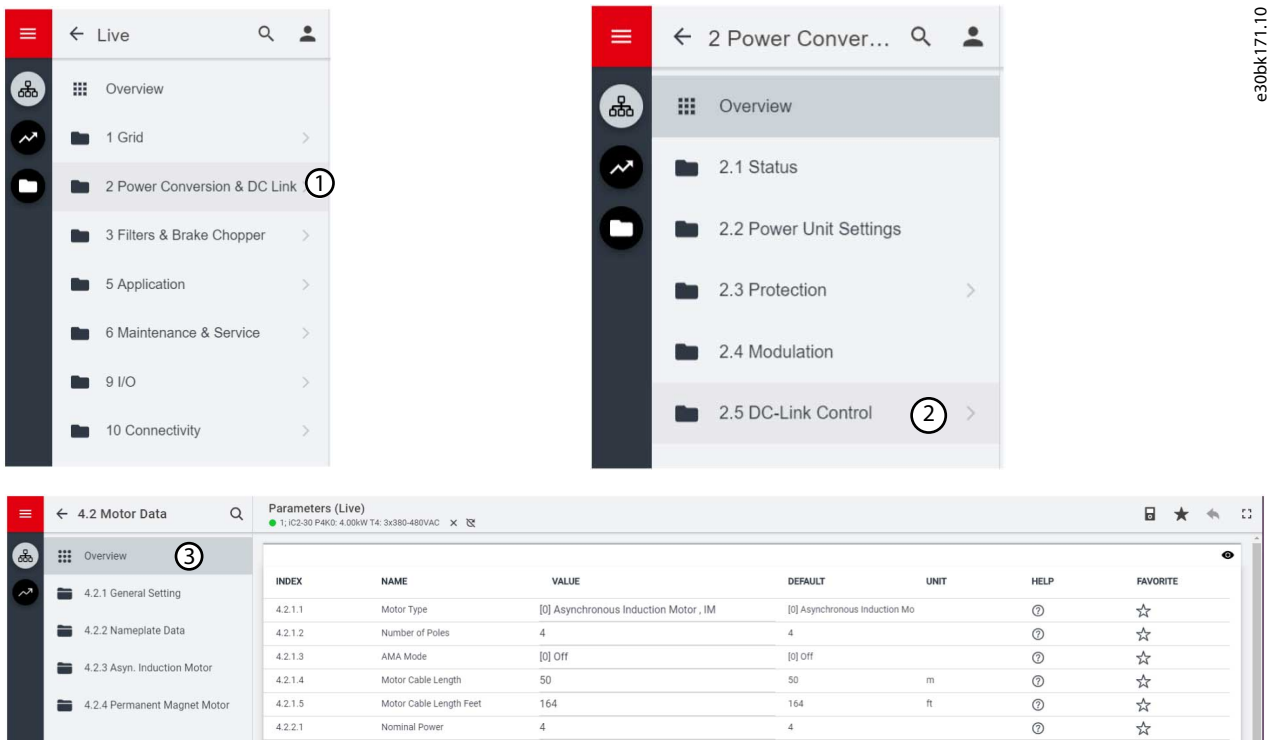 Live
Overview
1 Grid
2 Power Conversion & DC Link 1
3 Filters & Brake Chopper
5 Application
6 Maintenance & Service
9 I/O
10 Connectivity
2 Power Conver...
Overview
2.1 Status
2.2 Power Unit Settings
2.3 Protection
2.4 Modulation
2.5 DC-Link Control 2
e30bk171.10
4.2 Motor Data
Overview 3
4.2.1 General Setting
4.2.2 Nameplate Data
4.2.3 Asyn. Induction Motor
4.2.4 Permanent Magnet Motor
Parameters (Live)
1; iC2-30 P4K0: 4.00kW T4: 3x380-480VAC
INDEX NAME VALUE DEFAULT UNIT HELP FAVORITE
4.2.1.1 Motor Type [0] Asynchronous Induction Motor , IM [0] Asynchronous Induction Mo
4.2.1.2 Number of Poles 4 4
4.2.1.3 AMA Mode [0] Off [0] Off
4.2.1.4 Motor Cable Length 50 50 m
4.2.1.5 Motor Cable Length Feet 164 164 ft
4.2.2.1 Nominal Power 4 4